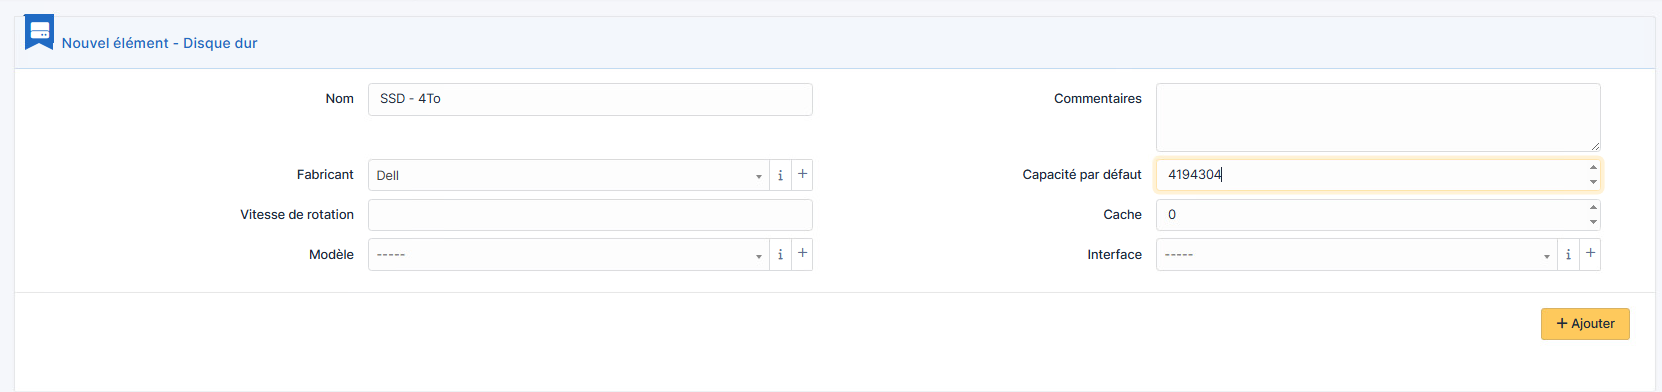 Nouvel élément - Disque dur
Nom SSD - 4To
Commentaires
Fabricant Dell i +
Capacité par défaut 4194304
Vitesse de rotation
Cache 0
Modèle ----- i +
Interface ----- i +
+ Ajouter